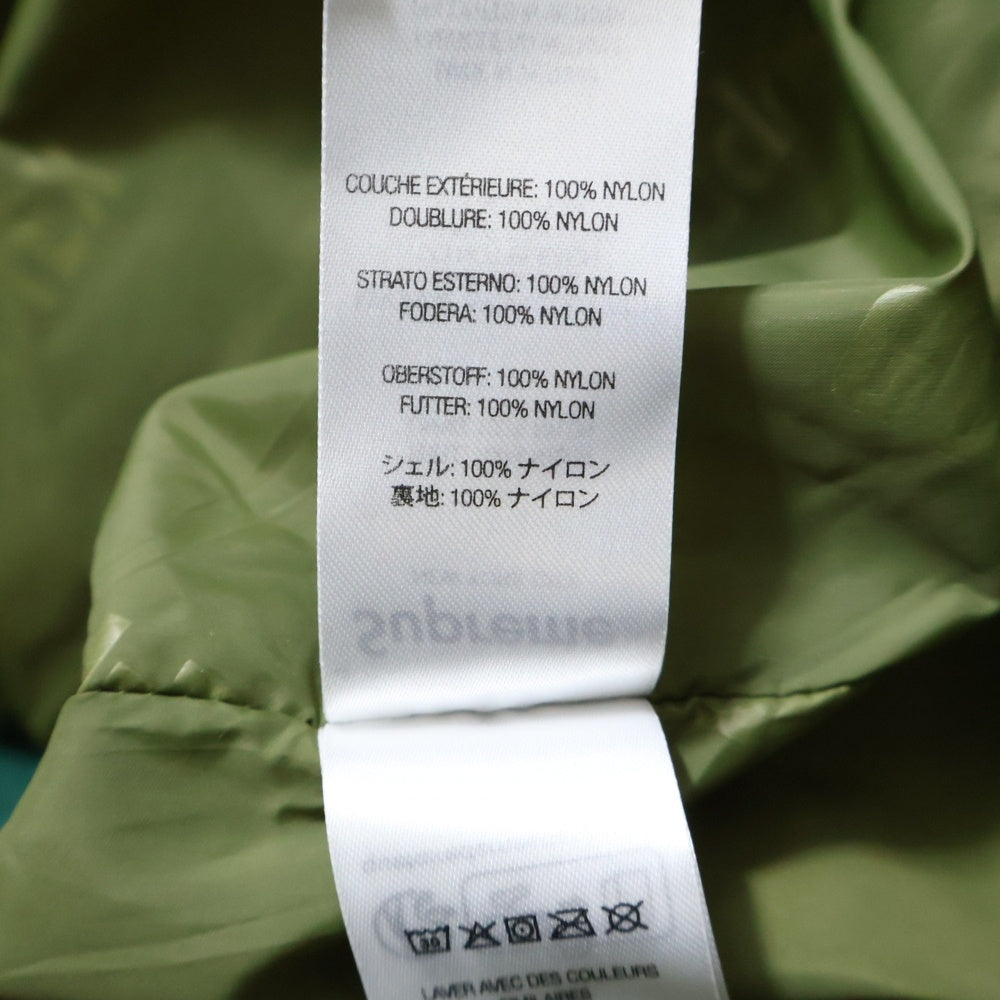 COUCHE EXTÉRIEURE: 100% NYLON
DOUBLURE: 100% NYLON
STRATO ESTERNO: 100% NYLON
FODERA: 100% NYLON
OBERSTOFF: 100% NYLON
FUTTER: 100% NYLON
シェル: 100% ナイロン
裏地: 100% ナイロン
Supreme
30
LAVER AVEC DES COULEURS